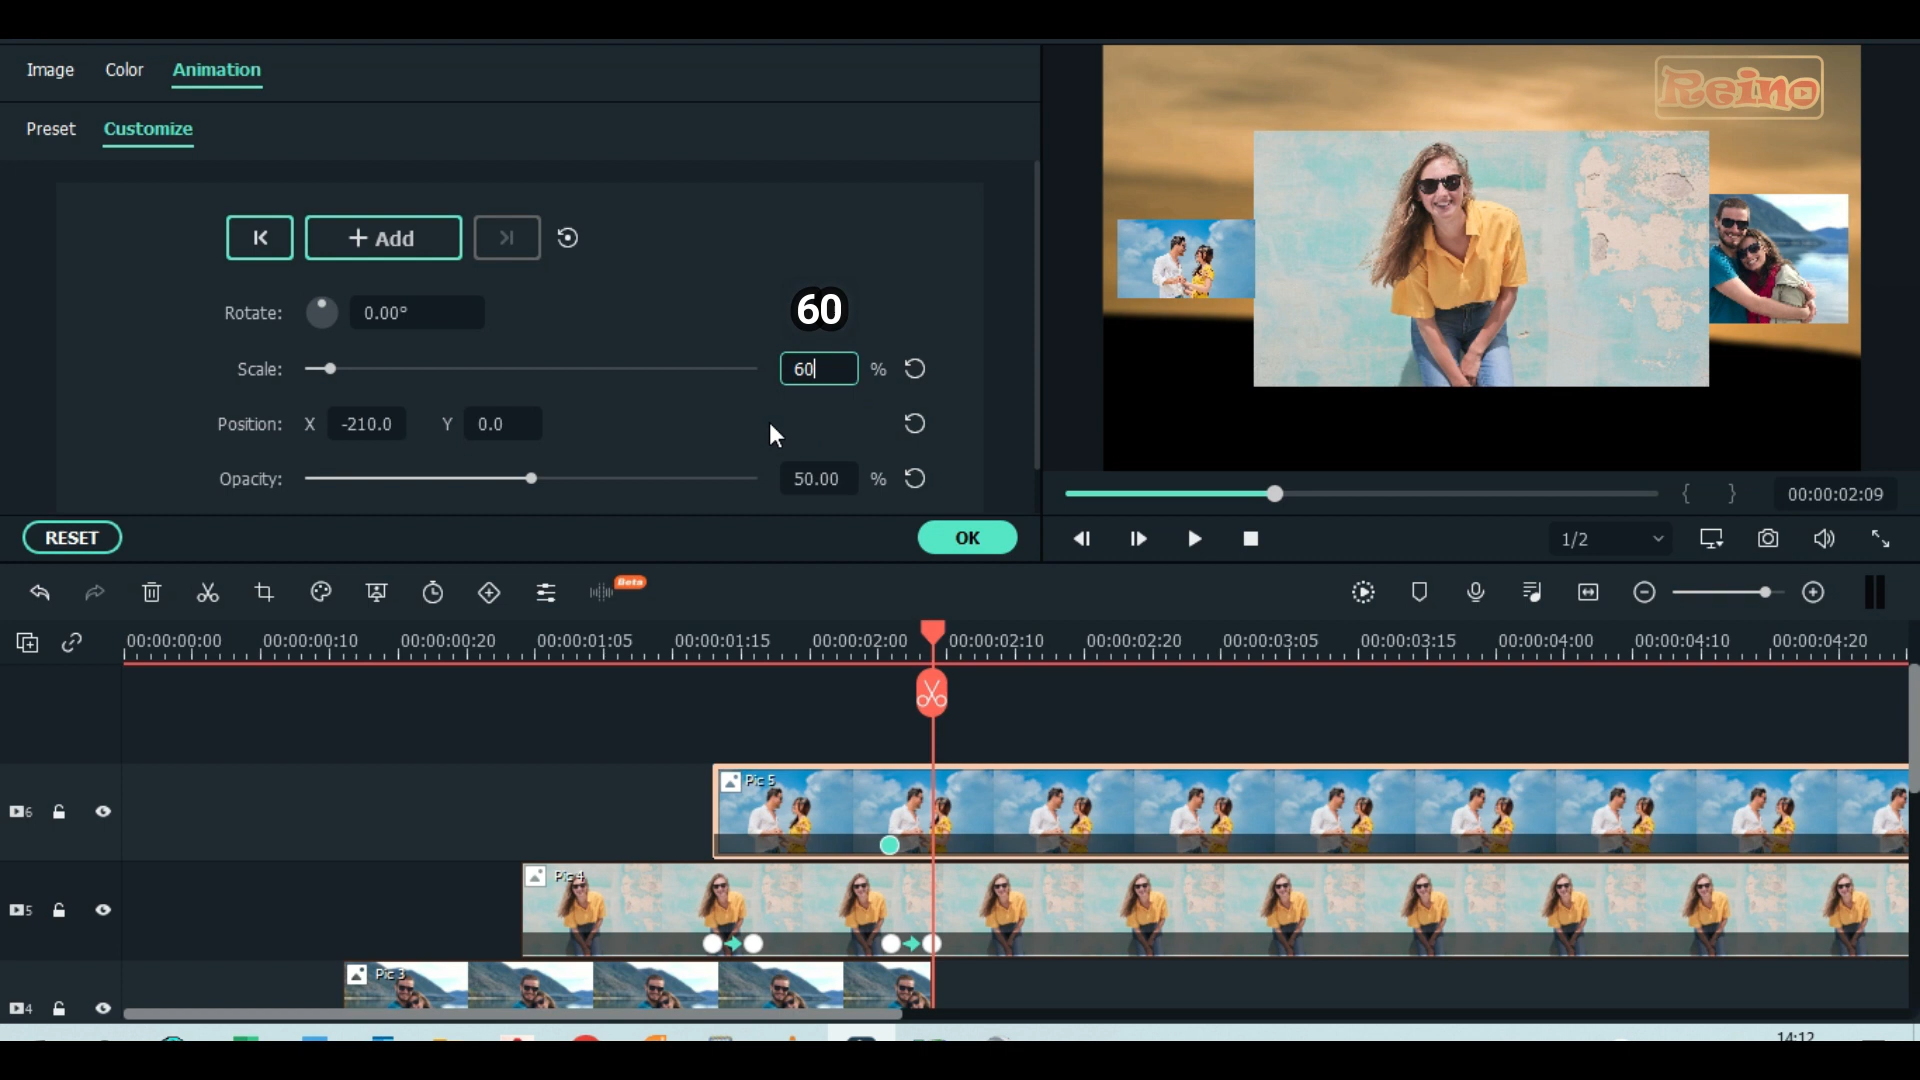 Image Color Animation
Reino
Preset Customize
+ Add
60
Rotate: 0.00°
Scale: 60 %
Position: X -210.0 Y 0.0
Opacity: 50.00 %
00:00:02:09
RESET OK
1/2
Beta
00:00:00:00 00:00:00:10 00:00:00:20 00:00:01:05 00:00:01:15 00:00:02:00 00:00:02:10 00:00:02:20 00:00:03:05 00:00:03:15 00:00:04:00 00:00:04:10 00:00:04:20
Pic 5
6
Pic 4
5
Pic 3
4
14:12